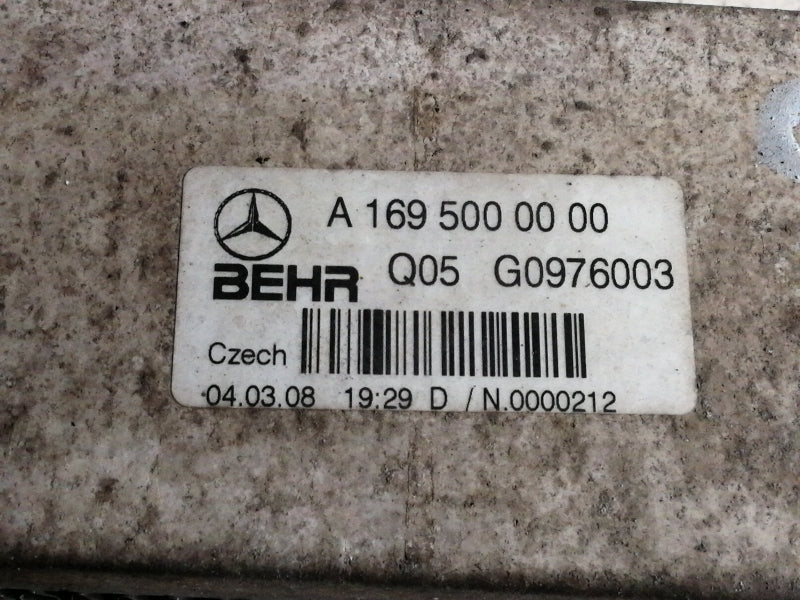 A 169 500 00 00
BEHR Q05 G0976003
Czech
04.03.08 19:29 D / N.0000212